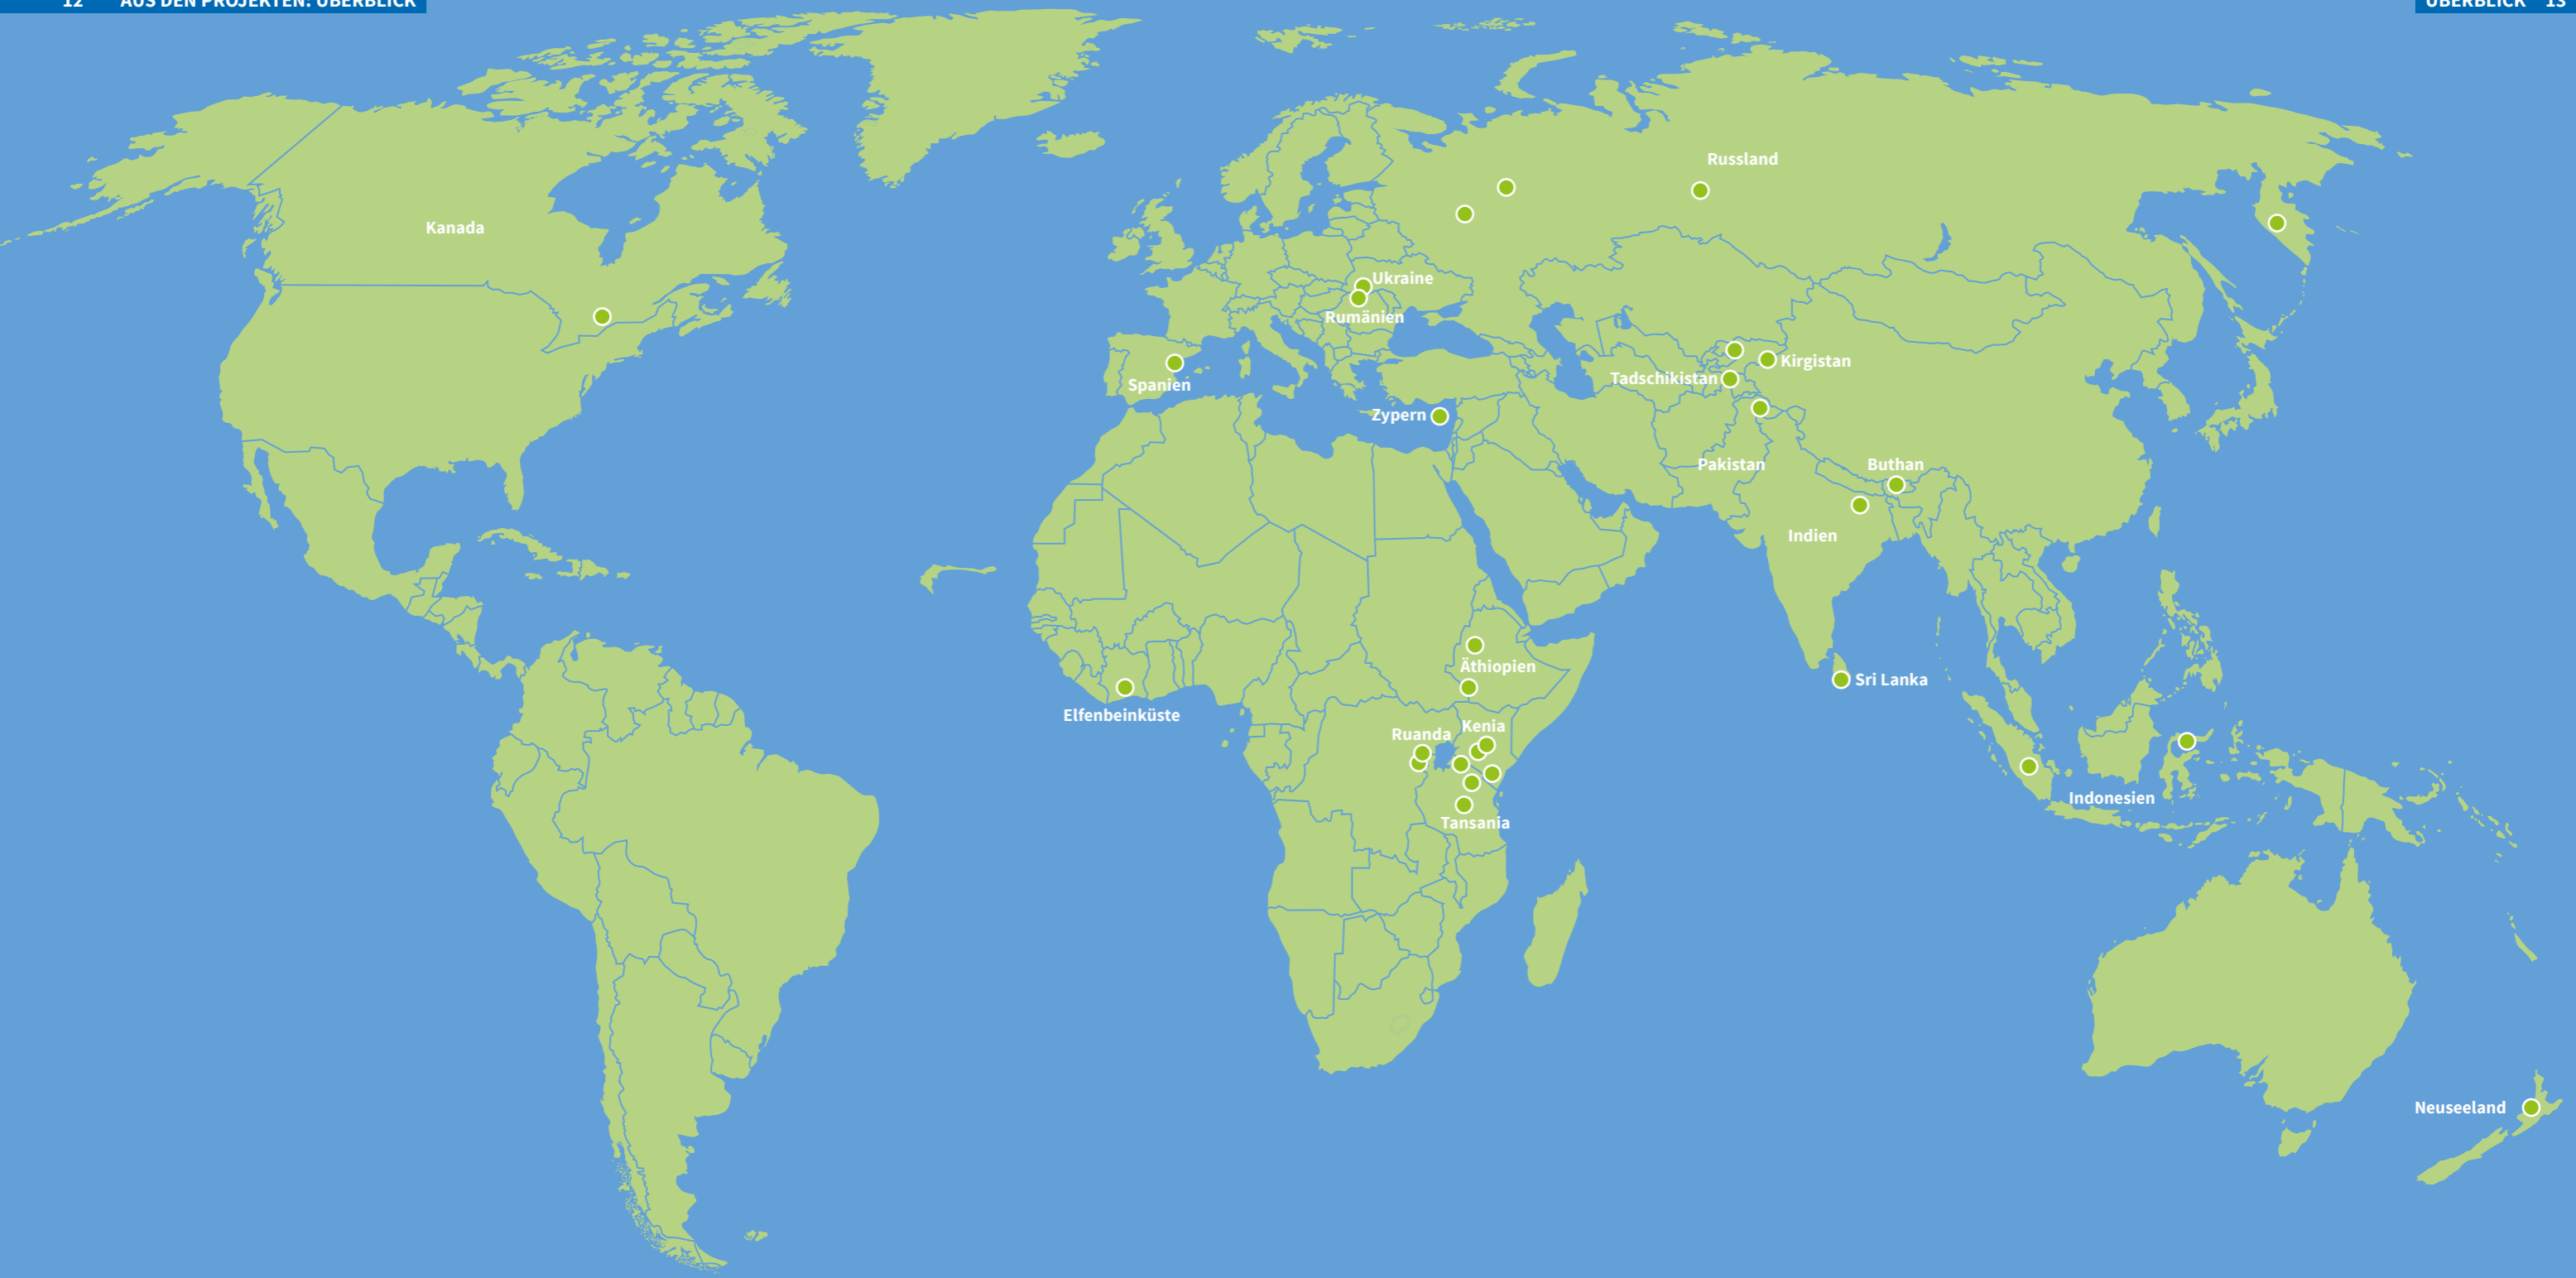 12 AUS DEN PROJEKTEN: ÜBERBLICK
ÜBERBLICK 13
Russland
Kanada
Ukraine
Rumänien
Kirgistan
Tadschikistan
Spanien
Zypern
Pakistan
Buthan
Indien
Äthiopien
Sri Lanka
Elfenbeinküste
Kenia
Ruanda
Indonesien
Tansania
Neuseeland